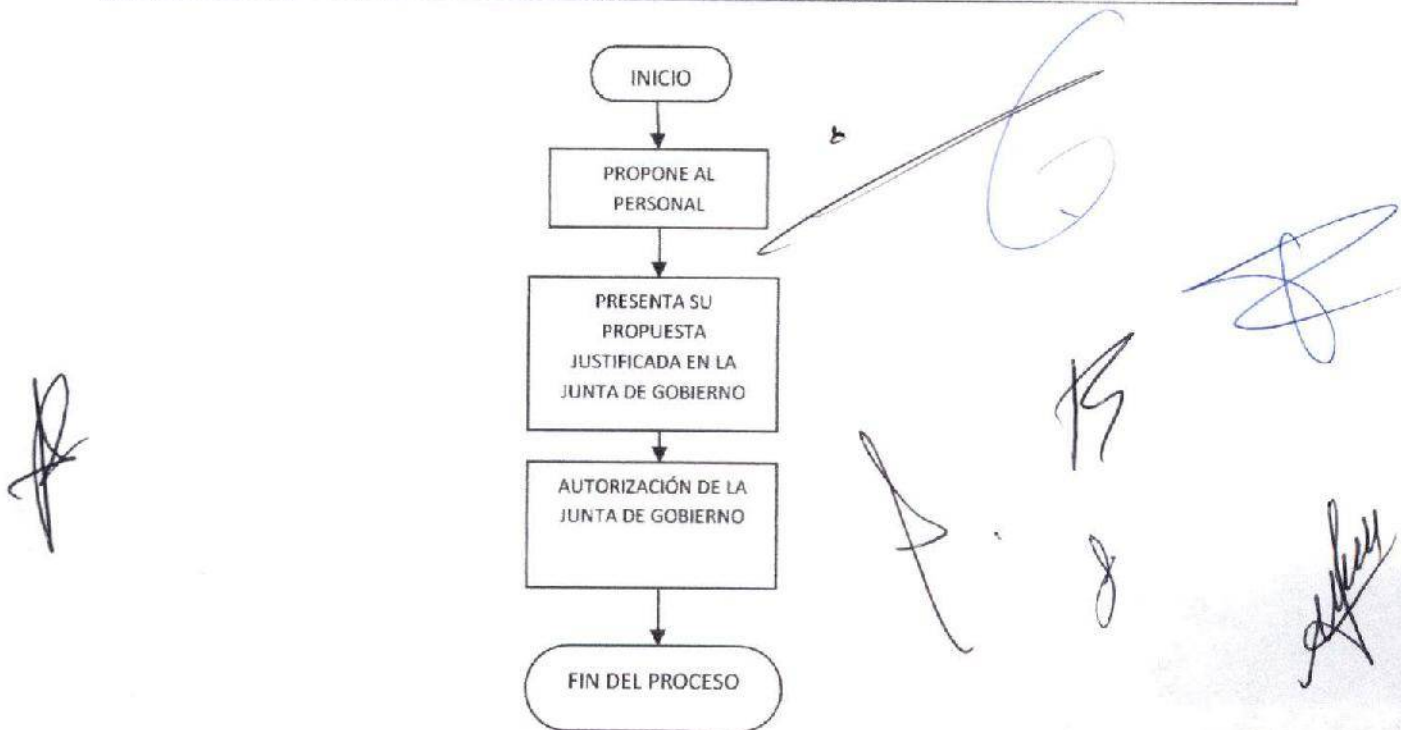 INICIO
PROPONE AL
PERSONAL
PRESENTA SU
PROPUESTA
JUSTIFICADA EN LA
JUNTA DE GOBIERNO
AUTORIZACIÓN DE LA
JUNTA DE GOBIERNO
FIN DEL PROCESO